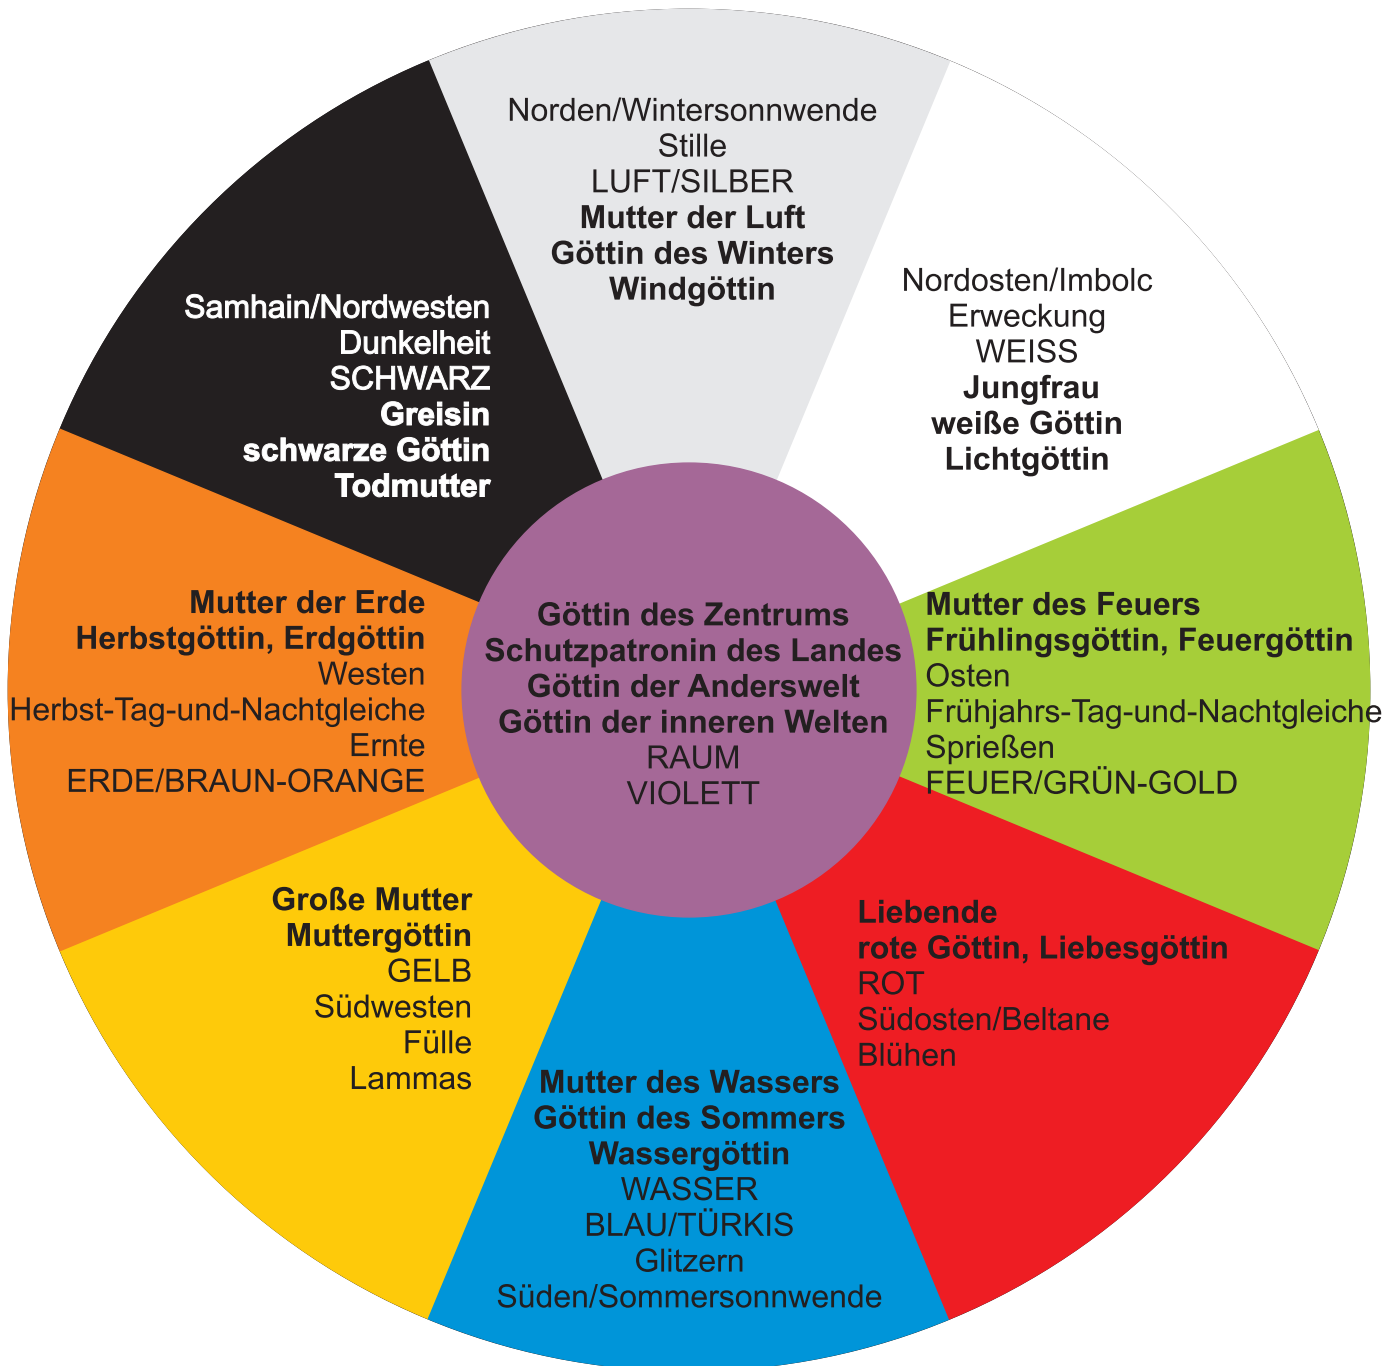 Norden/Wintersonnwende
Stille
LUFT/SILBER
Mutter der Luft
Göttin des Winters
Windgöttin
Nordosten/Imbolc
Erweckung
WEISS
Jungfrau
weiße Göttin
Lichtgöttin
Samhain/Nordwesten
Dunkelheit
SCHWARZ
Greisin
schwarze Göttin
Todmutter
Mutter der Erde
Herbstgöttin, Erdgöttin
Westen
Herbst-Tag-und-Nachtgleiche
Ernte
ERDE/BRAUN-ORANGE
Göttin des Zentrums
Schutzpatronin des Landes
Göttin der Anderswelt
Göttin der inneren Welten
RAUM
VIOLETT
Mutter des Feuers
Frühlingsgöttin, Feuergöttin
Osten
Frühjahrs-Tag-und-Nachtgleiche
Sprießen
FEUER/GRÜN-GOLD
Große Mutter
Muttergöttin
GELB
Südwesten
Fülle
Lammas
Liebende
rote Göttin, Liebesgöttin
ROT
Südosten/Beltane
Blühen
Mutter des Wassers
Göttin des Sommers
Wassergöttin
WASSER
BLAU/TÜRKIS
Glitzern
Süden/Sommersonnwende